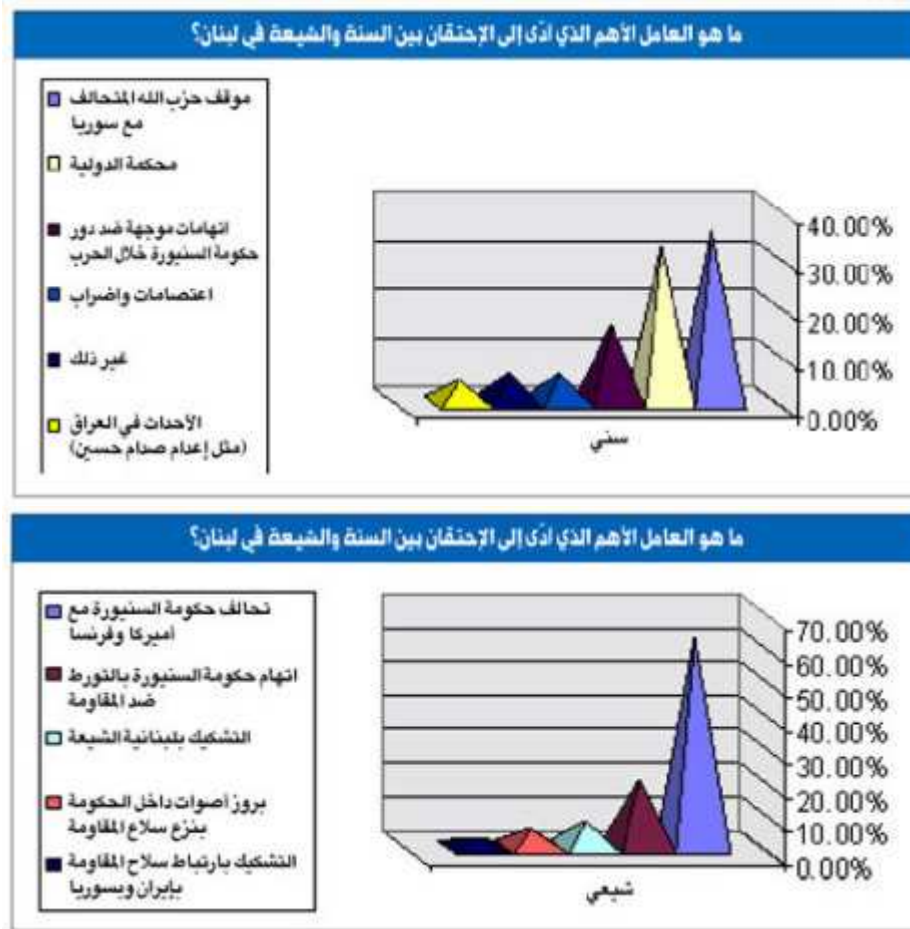 ما هو العامل الأهم الذي ادّى إلى الإحتقان بين السنة والشيعة في لبنان؟
موقف حزب الله المتحالف
مع سوريا
محكمة الدولية
اتهامات موجهة ضد دور
حكومة السنيورة خلال الحرب
اعتصامات واضراب
غير ذلك
الأحداث في العراق
(مثل إعدام صدام حسين)
40.00%
30.00%
20.00%
10.00%
0.00%
سني
ما هو العامل الأهم الذي ادّى إلى الإحتقان بين السنة والشيعة في لبنان؟
تحالف حكومة السنيورة مع
أميركا وفرنسا
اتهام حكومة السنيورة بالتورط
ضد المقاومة
التشكيك بلبنانية الشيعة
بروز أصوات داخل الحكومة
بنزع سلاع المقاومة
التشكيك بارتباط سلاح المقاومة
بإيران وبسوريا
70.00%
60.00%
50.00%
40.00%
30.00%
20.00%
10.00%
0.00%
شيعي